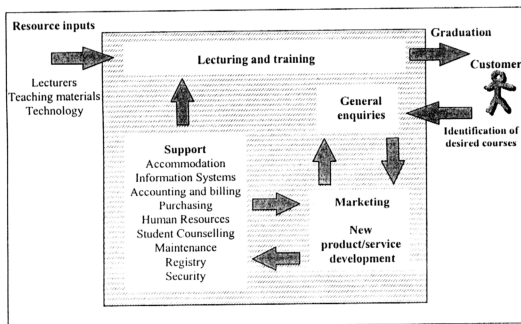 Resource inputs
Lecturers
Teaching materials
Technology
Lecturing and training
Graduation
Customer
General
enquiries
Identification of
desired courses
Support
Accommodation
Information Systems
Accounting and billing
Purchasing
Human Resources
Student Counselling
Maintenance
Registry
Security
Marketing
New
product/service
development